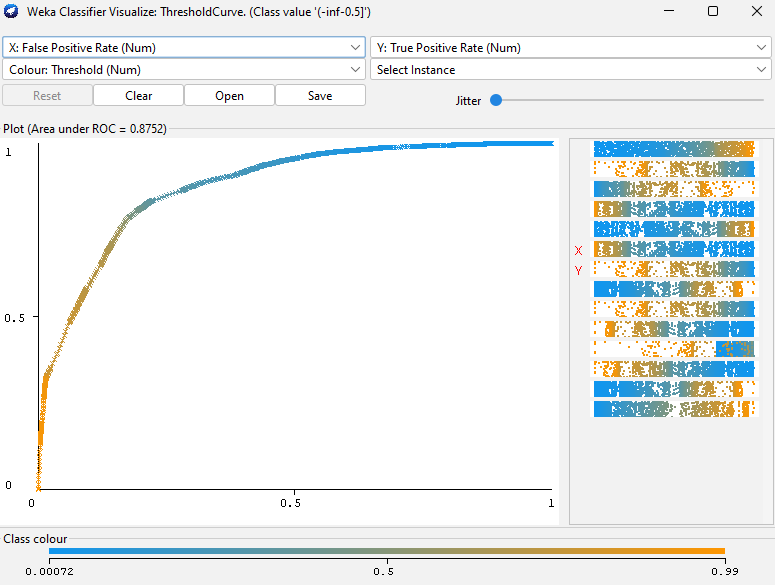 Weka Classifier Visualize: ThresholdCurve. (Class value '(-inf-0.5]')
X: False Positive Rate (Num)
Y: True Positive Rate (Num)
Colour: Threshold (Num)
Select Instance
Reset
Clear
Open
Save
Jitter
Plot (Area under ROC = 0.8752)
1
0.5
0
0
0.5
1
X
Y
Class colour
0.00072
0.5
0.99